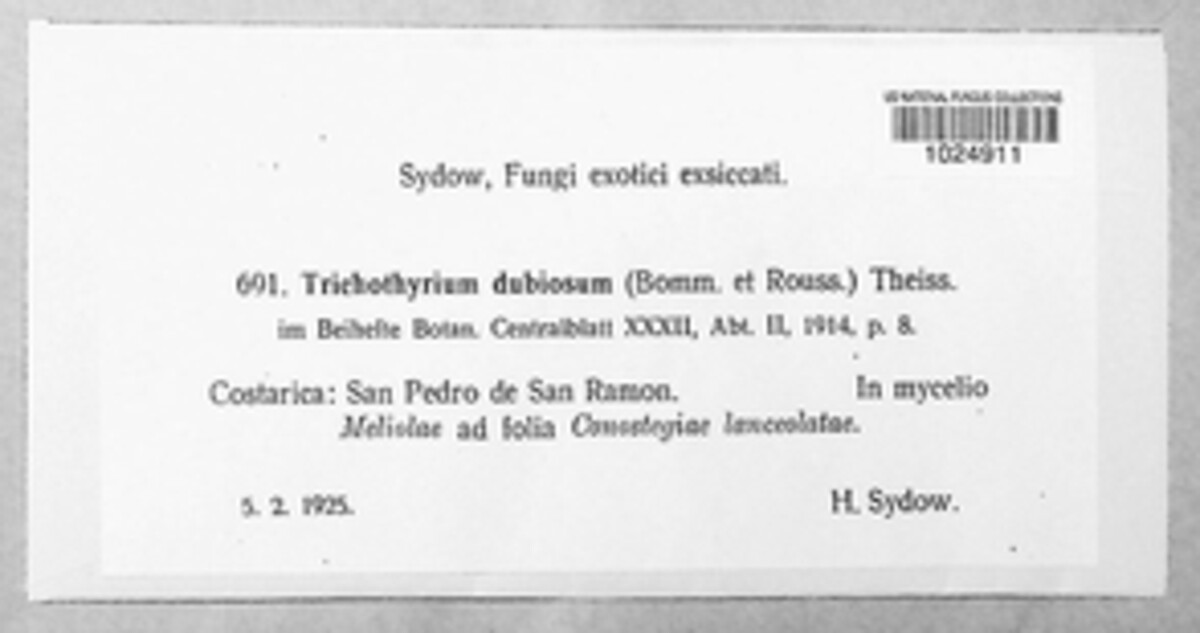 US NATIONAL FUNGUS COLLECTIONS
1024911
Sydow, Fungi exotici exsiccati.
691. Trichothyrium dubiosum (Bomm. et Rouss.) Theiss.
im Beihefte Botan. Centralblatt XXXII, Abt. II, 1914, p. 8.
Costarica: San Pedro de San Ramon. In mycelio
Meliolae ad folia Conostegiae lanceolatae.
5. 2. 1925. H. Sydow.